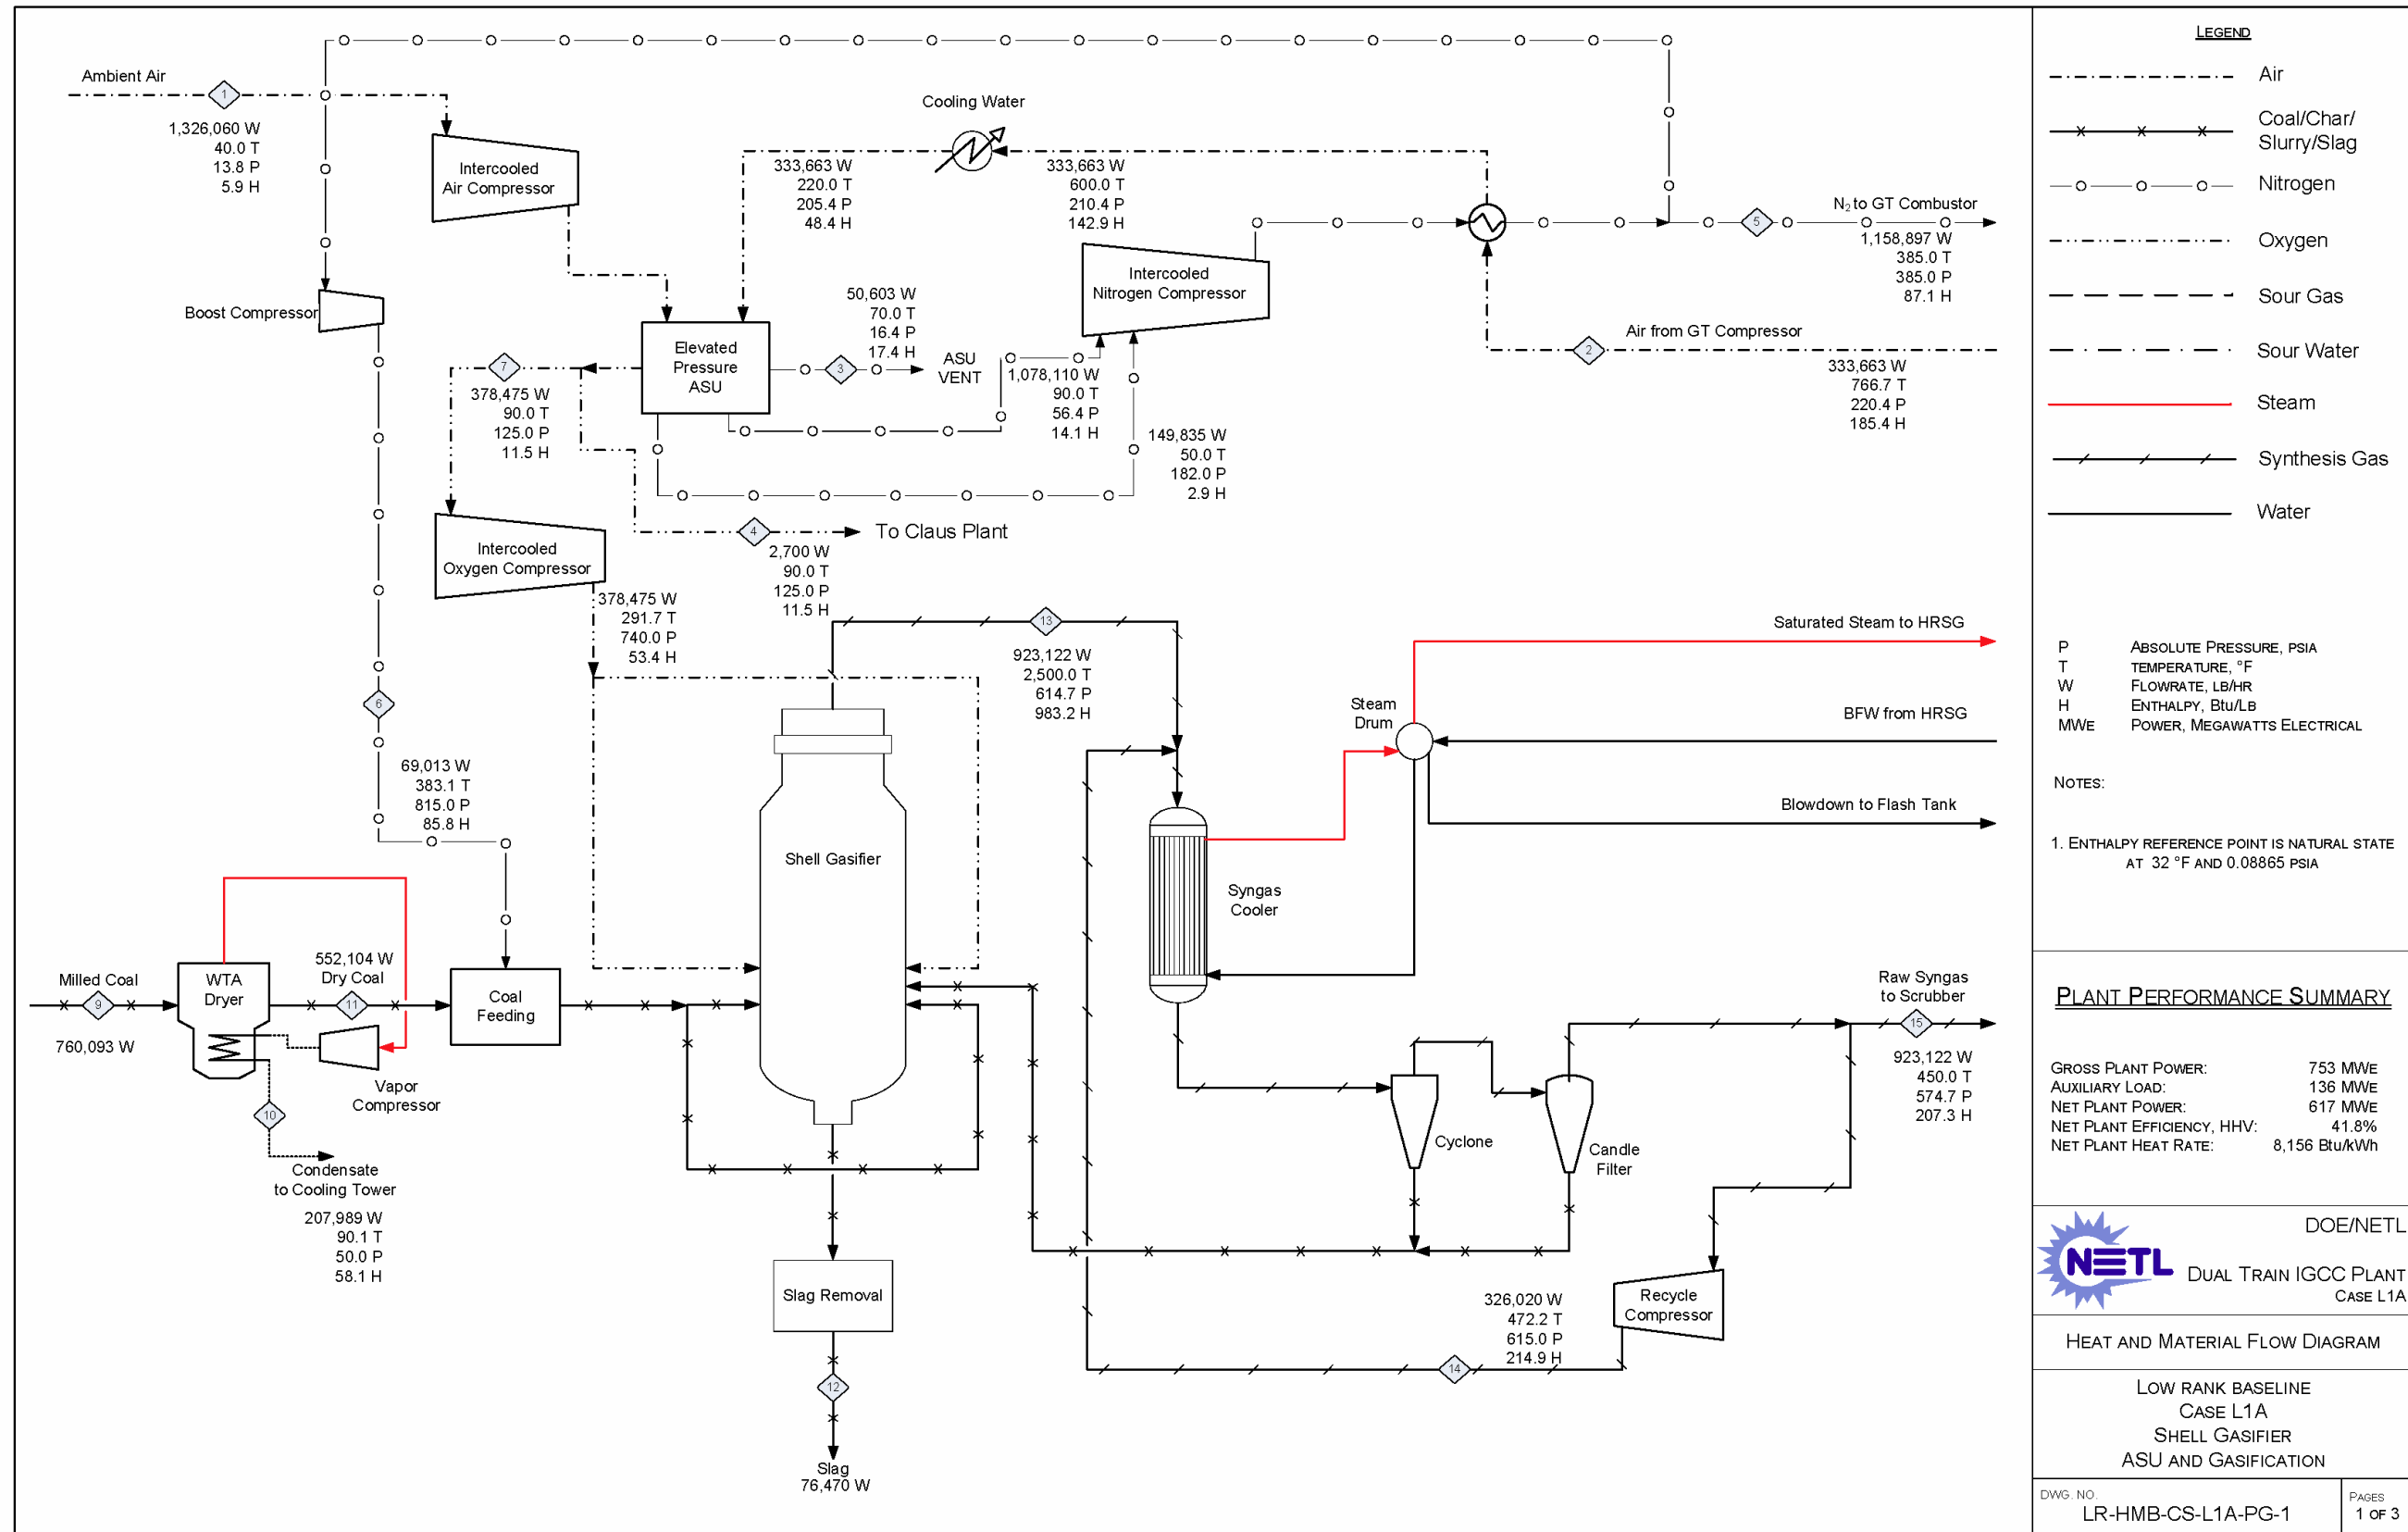 Ambient Air
1
1,326,060 W
40.0 T
13.8 P
5.9 H
Intercooled
Air Compressor
Cooling Water
333,663 W
220.0 T
205.4 P
48.4 H
333,663 W
600.0 T
210.4 P
142.9 H
N2 to GT Combustor
5
1,158,897 W
385.0 T
385.0 P
87.1 H
Intercooled
Nitrogen Compressor
Air from GT Compressor
2
333,663 W
766.7 T
220.4 P
185.4 H
Boost Compressor
Elevated
Pressure
ASU
50,603 W
70.0 T
16.4 P
17.4 H
3
ASU
VENT
1,078,110 W
90.0 T
56.4 P
14.1 H
149,835 W
50.0 T
182.0 P
2.9 H
7
378,475 W
90.0 T
125.0 P
11.5 H
Intercooled
Oxygen Compressor
4
To Claus Plant
2,700 W
90.0 T
125.0 P
11.5 H
378,475 W
291.7 T
740.0 P
53.4 H
13
923,122 W
2,500.0 T
614.7 P
983.2 H
Saturated Steam to HRSG
Steam
Drum
BFW from HRSG
Blowdown to Flash Tank
6
69,013 W
383.1 T
815.0 P
85.8 H
Shell Gasifier
Syngas
Cooler
Milled Coal
9
760,093 W
WTA
Dryer
552,104 W
Dry Coal
11
Coal
Feeding
Vapor
Compressor
10
Condensate
to Cooling Tower
207,989 W
90.1 T
50.0 P
58.1 H
Raw Syngas
to Scrubber
15
923,122 W
450.0 T
574.7 P
207.3 H
Cyclone
Candle
Filter
Slag Removal
12
Slag
76,470 W
326,020 W
472.2 T
615.0 P
214.9 H
14
Recycle
Compressor
LEGEND
Air
Coal/Char/
Slurry/Slag
Nitrogen
Oxygen
Sour Gas
Sour Water
Steam
Synthesis Gas
Water
P ABSOLUTE PRESSURE, PSIA
T TEMPERATURE, °F
W FLOWRATE, LB/HR
H ENTHALPY, Btu/LB
MWE POWER, MEGAWATTS ELECTRICAL
NOTES:
1. ENTHALPY REFERENCE POINT IS NATURAL STATE
AT 32 °F AND 0.08865 PSIA
PLANT PERFORMANCE SUMMARY
GROSS PLANT POWER: 753 MWE
AUXILIARY LOAD: 136 MWE
NET PLANT POWER: 617 MWE
NET PLANT EFFICIENCY, HHV: 41.8%
NET PLANT HEAT RATE: 8,156 Btu/kWh
NETL
DOE/NETL
DUAL TRAIN IGCC PLANT
CASE L1A
HEAT AND MATERIAL FLOW DIAGRAM
LOW RANK BASELINE
CASE L1A
SHELL GASIFIER
ASU AND GASIFICATION
DWG. NO.
LR-HMB-CS-L1A-PG-1
PAGES
1 OF 3